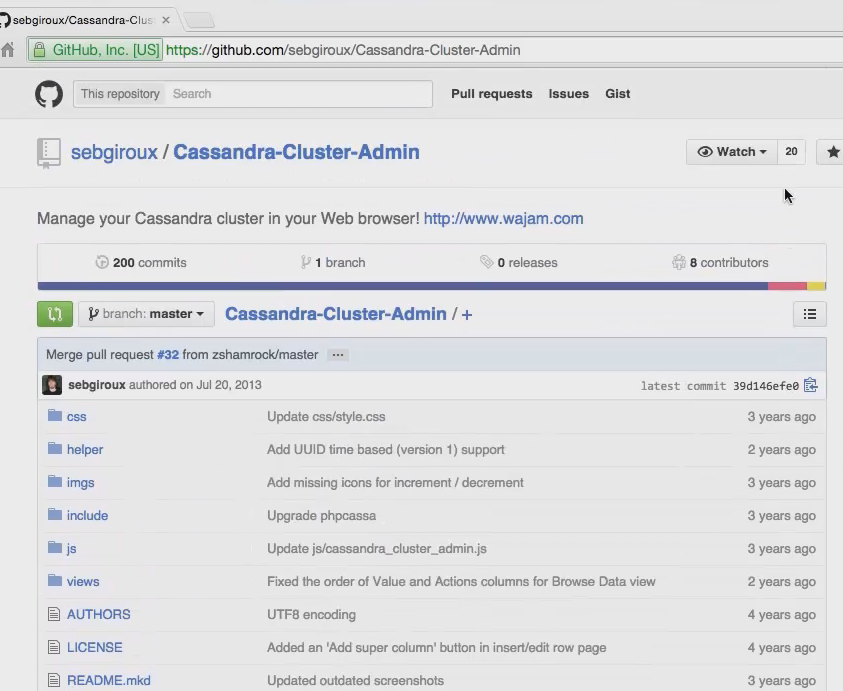 sebgiroux/Cassandra-Clus
GitHub, Inc. [US] https://github.com/sebgiroux/Cassandra-Cluster-Admin
This repository Search Pull requests Issues Gist
sebgiroux / Cassandra-Cluster-Admin Watch 20
Manage your Cassandra cluster in your Web browser! http://www.wajam.com
200 commits 1 branch 0 releases 8 contributors
branch: master Cassandra-Cluster-Admin / +
Merge pull request #32 from zshamrock/master ...
sebgiroux authored on Jul 20, 2013 latest commit 39d146efe0
css Update css/style.css 3 years ago
helper Add UUID time based (version 1) support 2 years ago
imgs Add missing icons for increment / decrement 3 years ago
include Upgrade phpcassa 3 years ago
js Update js/cassandra_cluster_admin.js 3 years ago
views Fixed the order of Value and Actions columns for Browse Data view 2 years ago
AUTHORS UTF8 encoding 4 years ago
LICENSE Added an 'Add super column' button in insert/edit row page 4 years ago
README.mkd Updated outdated screenshots 3 years ago